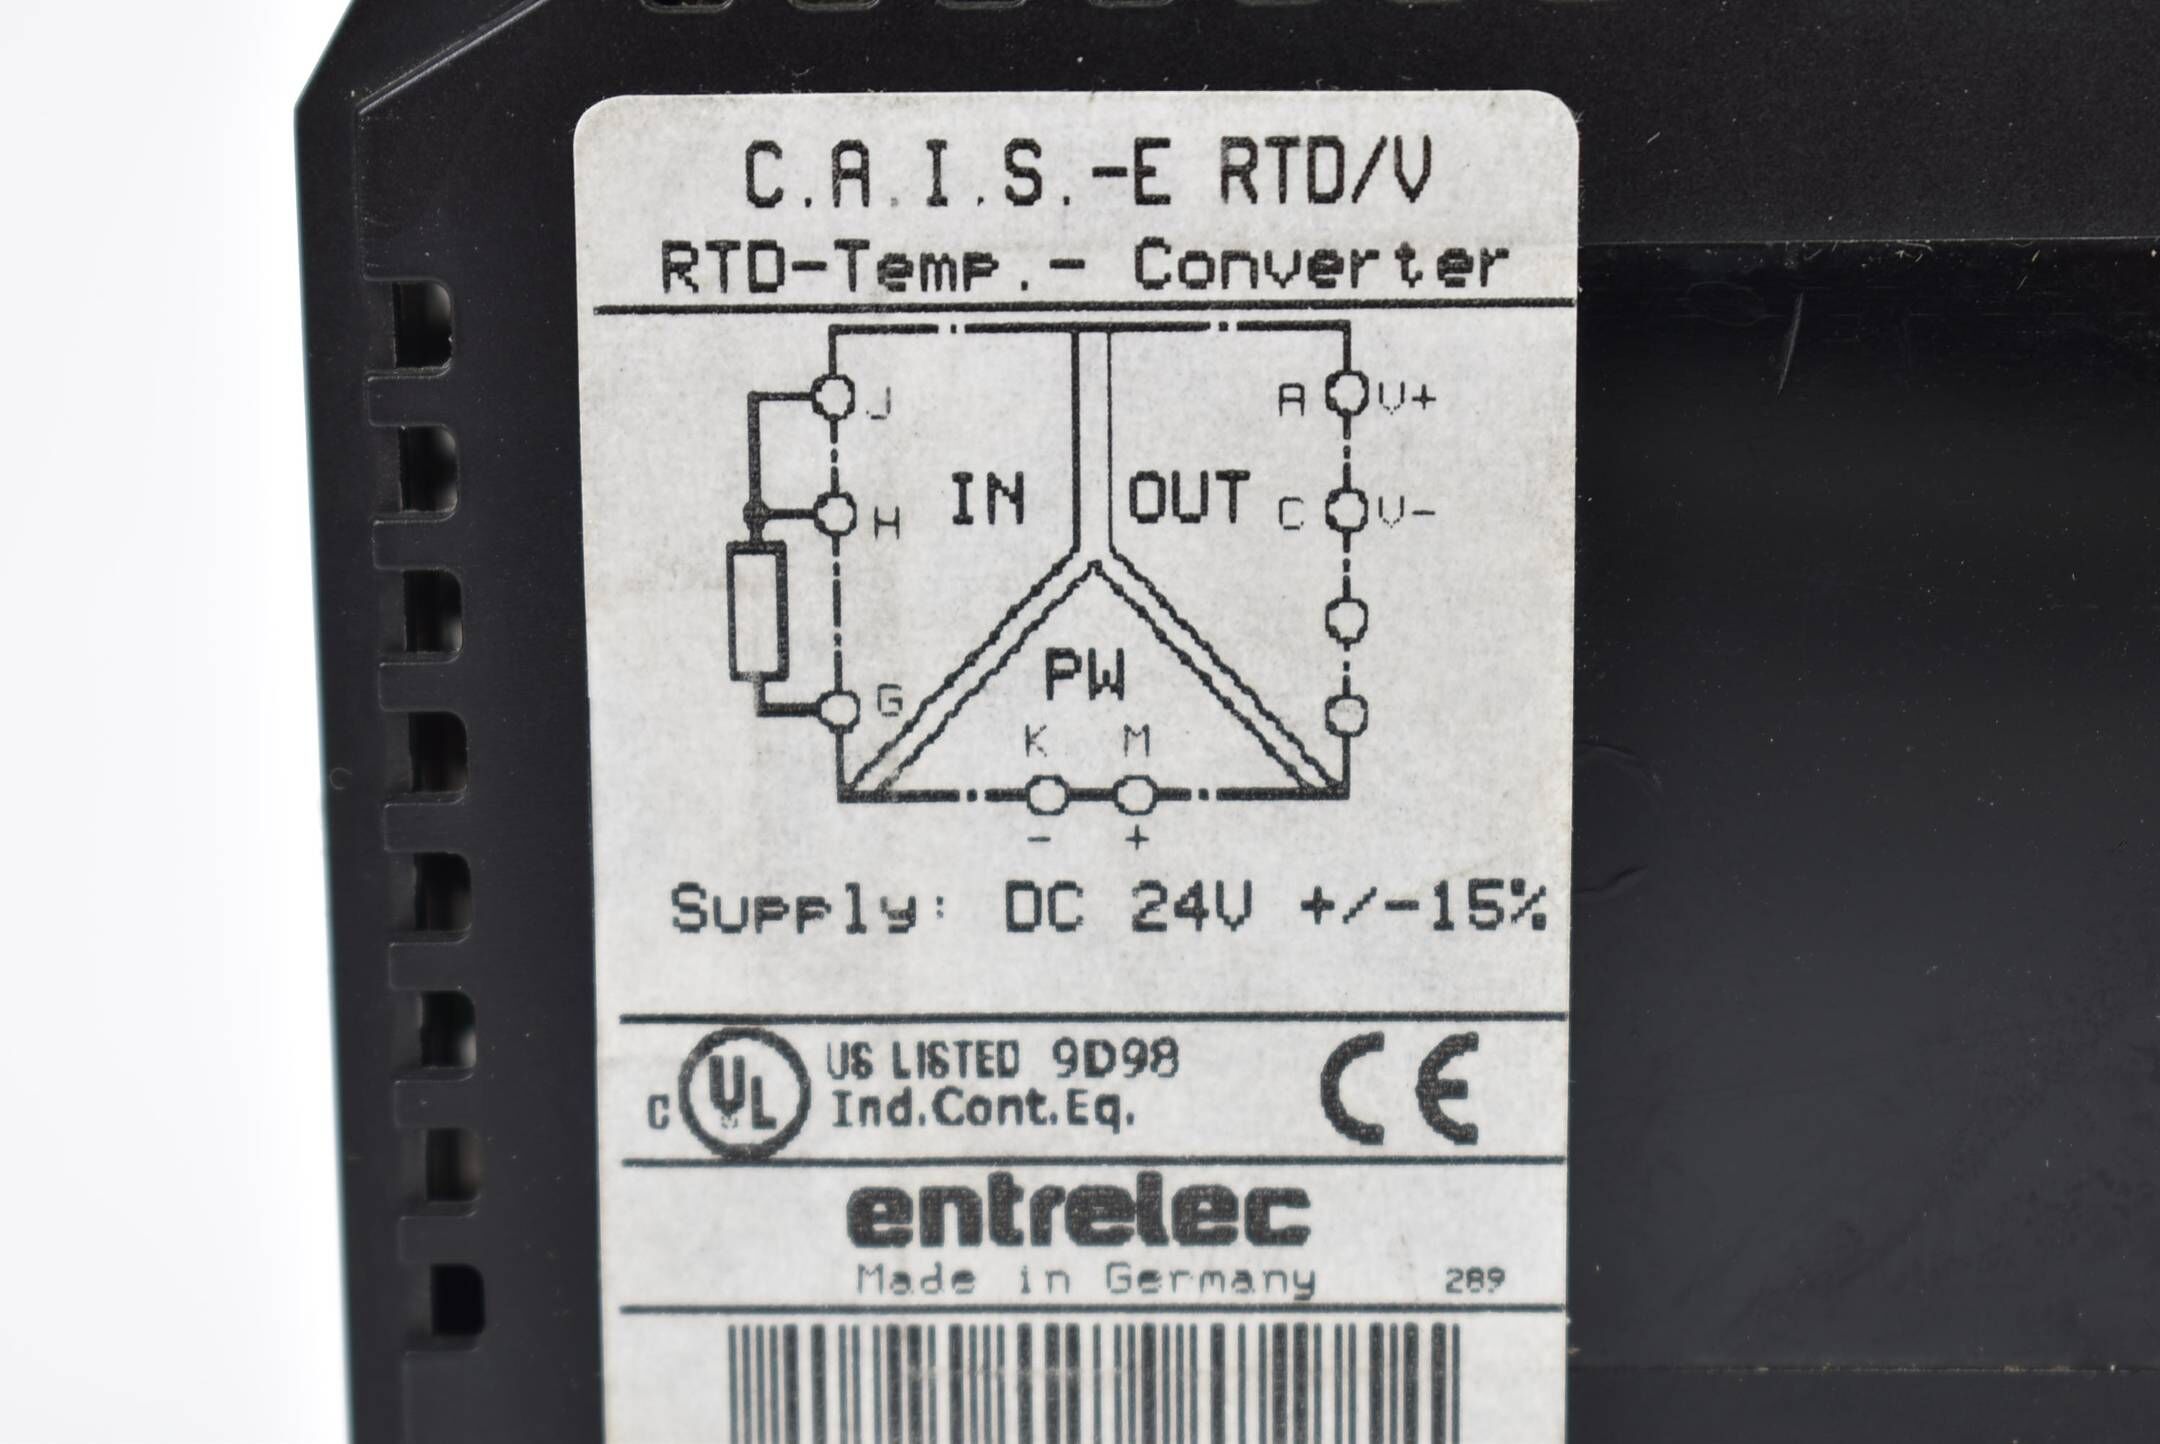 C.A.I.S.-E RTD/V
RTD-Temp.- Converter
J
A V+
IN OUT
H
C V-
PW
G
K M
- +
Supply: DC 24V +/-15%
C UL US LISTED 9D98
Ind.Cont.Eq.
CE
entrelec
Made in Germany 289